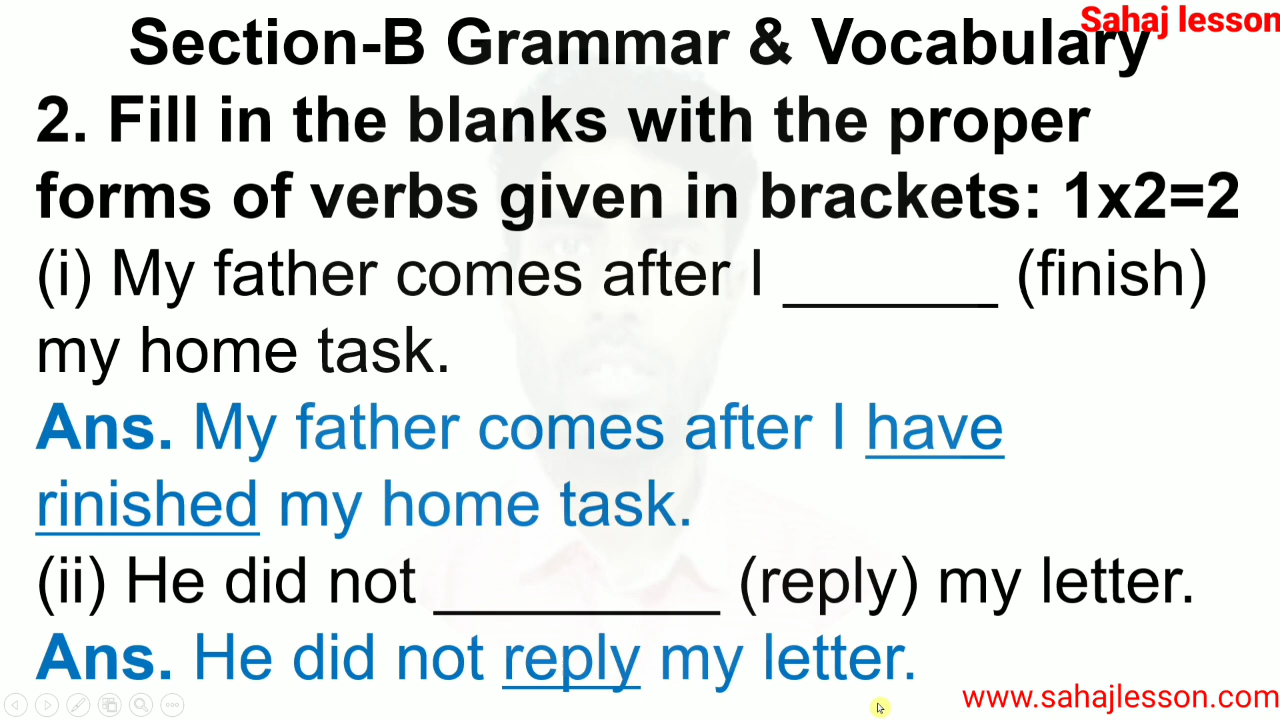 Sahaj lesson
Section-B Grammar & Vocabulary
2. Fill in the blanks with the proper
forms of verbs given in brackets: 1x2=2
(i) My father comes after I _______ (finish)
my home task.
Ans. My father comes after I have
rinished my home task.
(ii) He did not _________ (reply) my letter.
Ans. He did not reply my letter.
www.sahajlesson.com